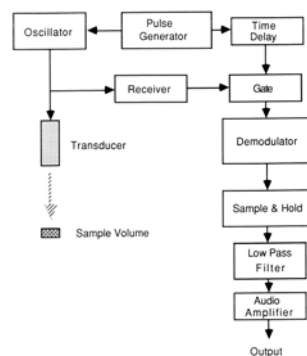 Oscillator
Pulse
Generator
Time
Delay
Receiver
Gate
Transducer
Demodulator
Sample Volume
Sample & Hold
Low Pass
Filter
Audio
Amplifier
Output